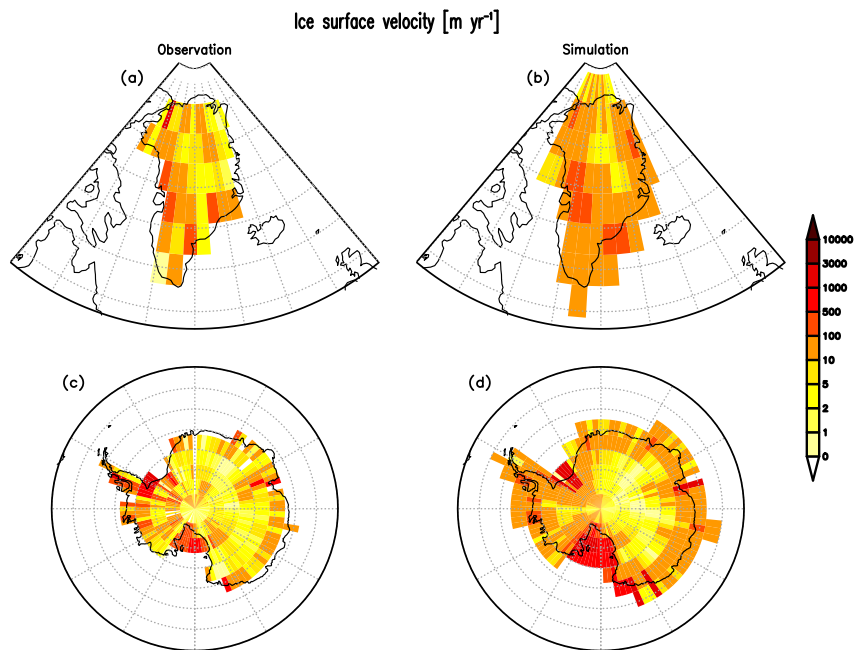 Ice surface velocity [m yr⁻¹]
Observation
Simulation
(a)
(b)
10000
3000
1000
500
100
10
5
2
1
0
(c)
(d)